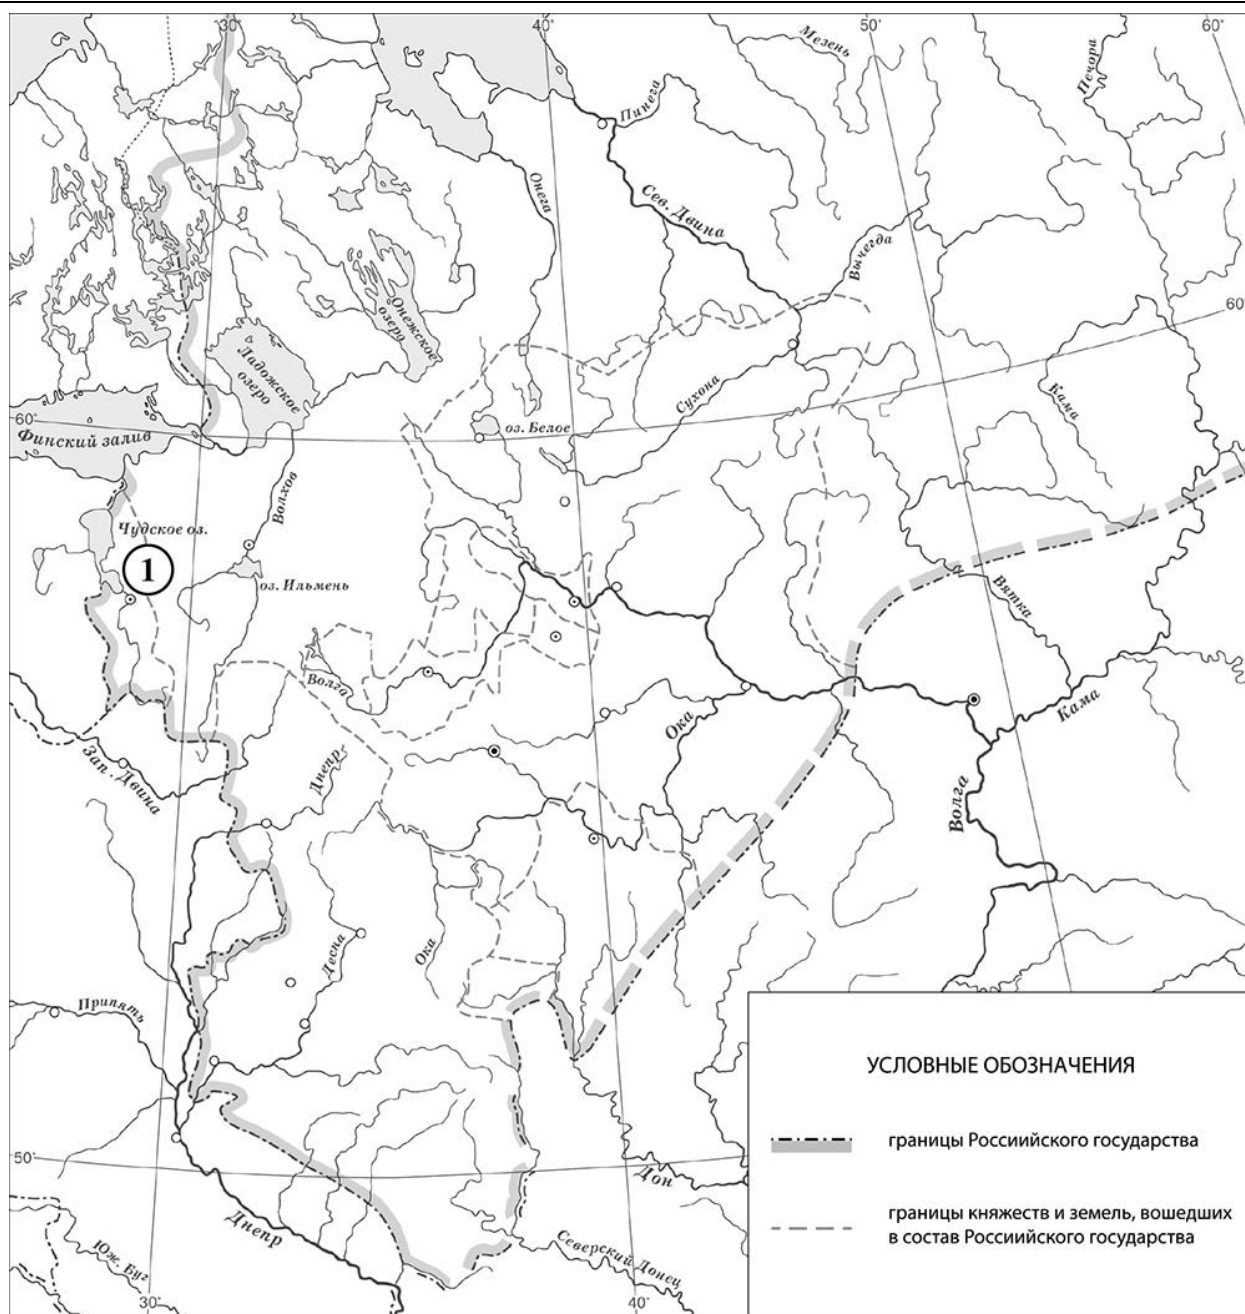 30°
40°
50°
60°
Мезень
Печора
Пинега
Онега
Сев. Двина
Вычегда
Онежское
озеро
Ладожское
озеро
60°
Сухона
Кама
60°
оз. Белое
Финский залив
Волхов
Чудское оз.
1
оз. Ильмень
Вятка
Волга
Ока
Кама
Зап. Двина
Днепр
Волга
Ока
Десна
Припять
УСЛОВНЫЕ ОБОЗНАЧЕНИЯ
границы Россиийского государства
50°
Дон
границы княжеств и земель, вошедших
в состав Россиийского государства
Днепр
Северский Донец
Юж. Буг
30°
40°